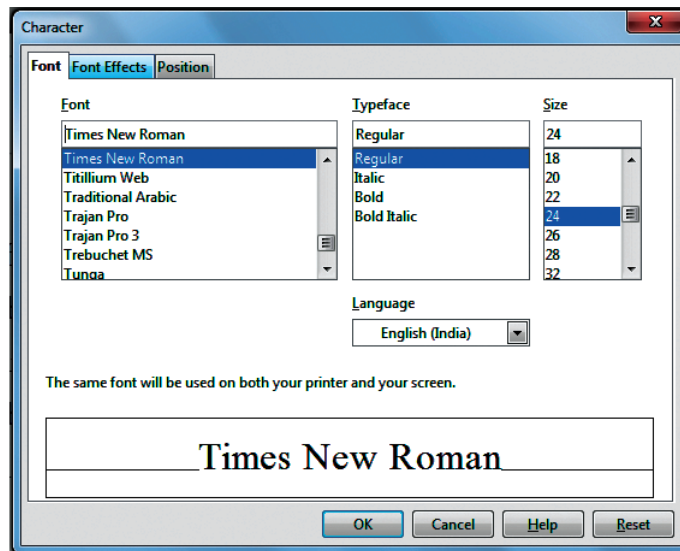 Character
Font Font Effects Position
Font Typeface Size
Times New Roman Regular 24
Times New Roman Regular 18
Titillium Web Italic 20
Traditional Arabic Bold 22
Trajan Pro Bold Italic 24
Trajan Pro 3 26
Trebuchet MS 28
Tunga 32
Language
English (India)
The same font will be used on both your printer and your screen.
Times New Roman
OK Cancel Help Reset